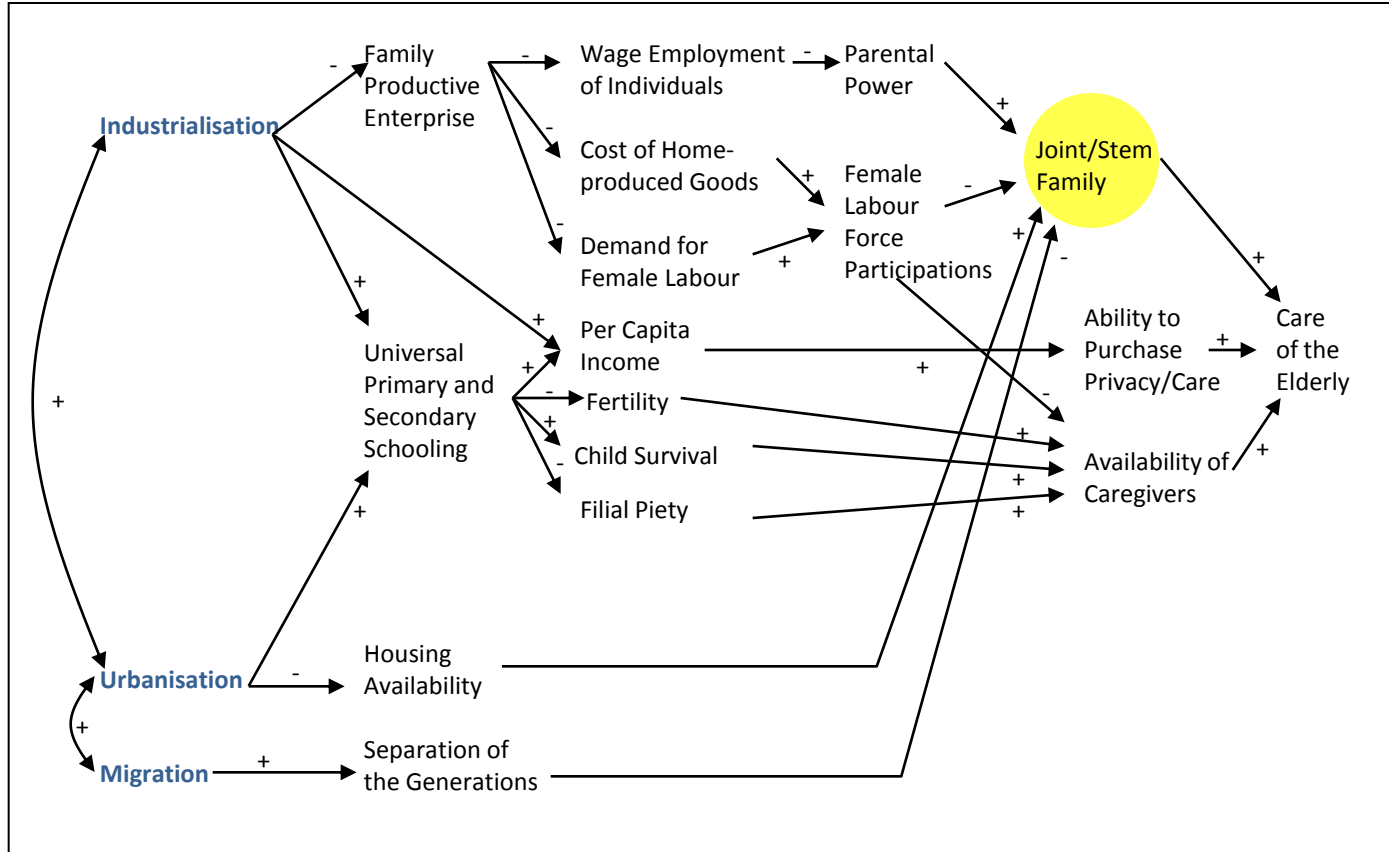 Family
Productive
Enterprise
Wage Employment
of Individuals
Parental
Power
-
-
-
+
Industrialisation
-
Cost of Home-
produced Goods
+
Female
Labour
Force
Participations
-
Joint/Stem
Family
-
Demand for
Female Labour
+
+
-
+
+
Universal
Primary and
Secondary
Schooling
+
Per Capita
Income
+
+
Ability to
Purchase
Privacy/Care
+
Care
of the
Elderly
+
-
Fertility
-
+
+
Child Survival
+
-
Filial Piety
+
Availability of
Caregivers
+
+
Urbanisation
-
Housing
Availability
+
Migration
+
Separation of
the Generations